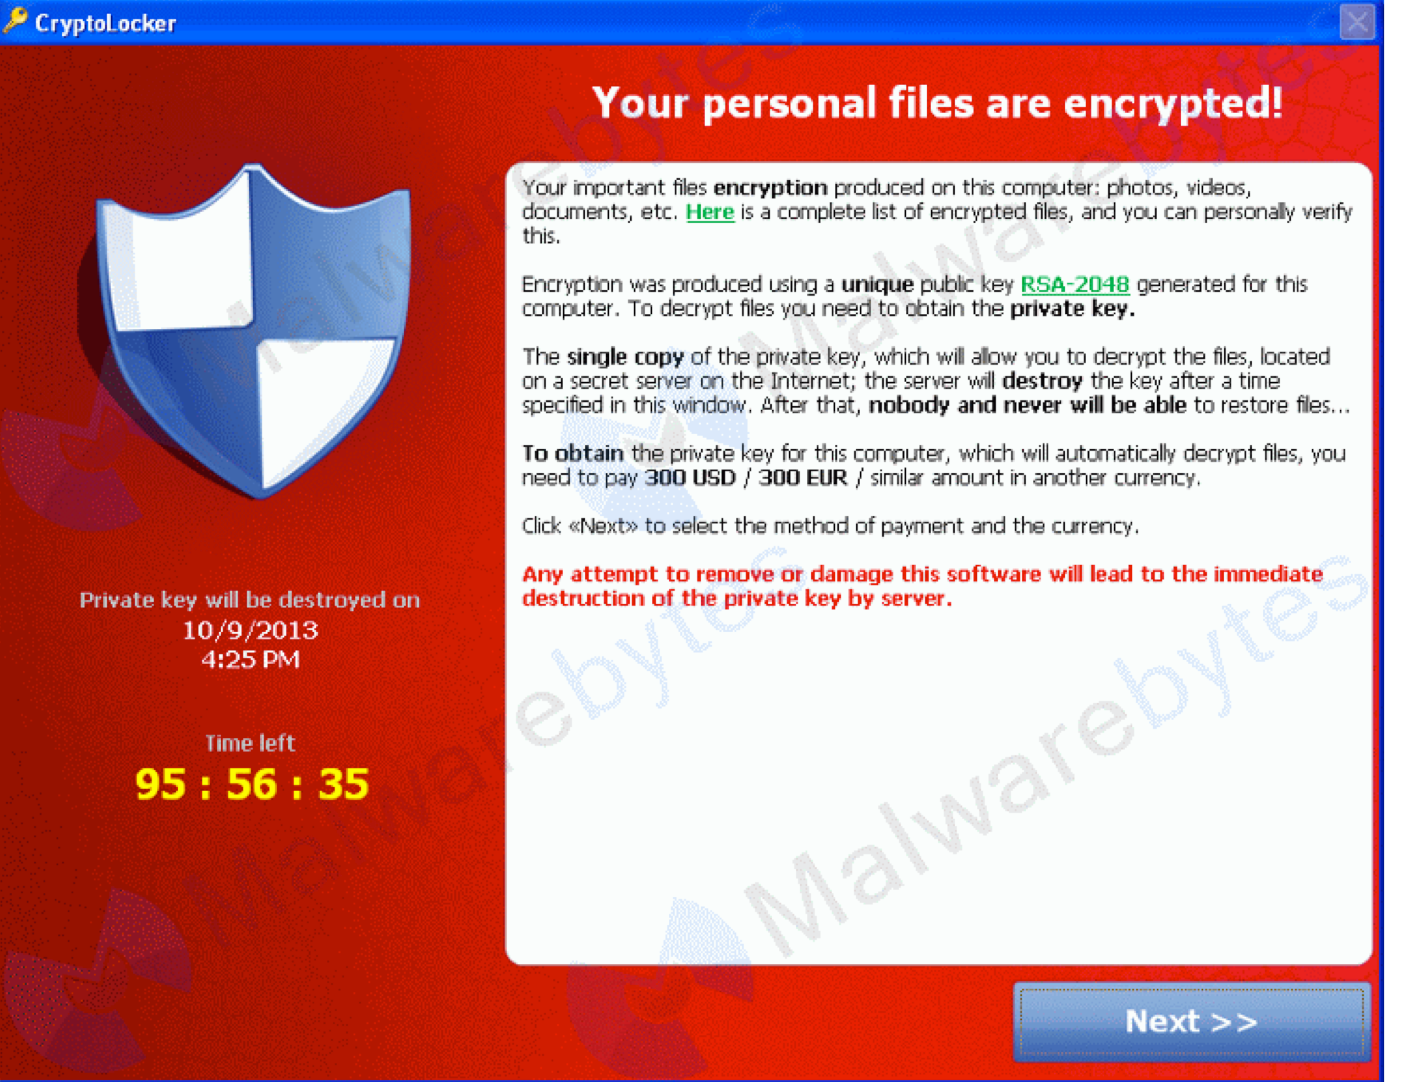 CryptoLocker
Your personal files are encrypted!
Your important files encryption produced on this computer: photos, videos,
documents, etc. Here is a complete list of encrypted files, and you can personally verify
this.
Encryption was produced using a unique public key RSA-2048 generated for this
computer. To decrypt files you need to obtain the private key.
The single copy of the private key, which will allow you to decrypt the files, located
on a secret server on the Internet; the server will destroy the key after a time
specified in this window. After that, nobody and never will be able to restore files...
To obtain the private key for this computer, which will automatically decrypt files, you
need to pay 300 USD / 300 EUR / similar amount in another currency.
Click «Next» to select the method of payment and the currency.
Any attempt to remove or damage this software will lead to the immediate
destruction of the private key by server.
Private key will be destroyed on
10/9/2013
4:25 PM
Time left
95 : 56 : 35
Next >>
Malwarebytes
Malwarebytes
Malwarebytes
Malwarebytes